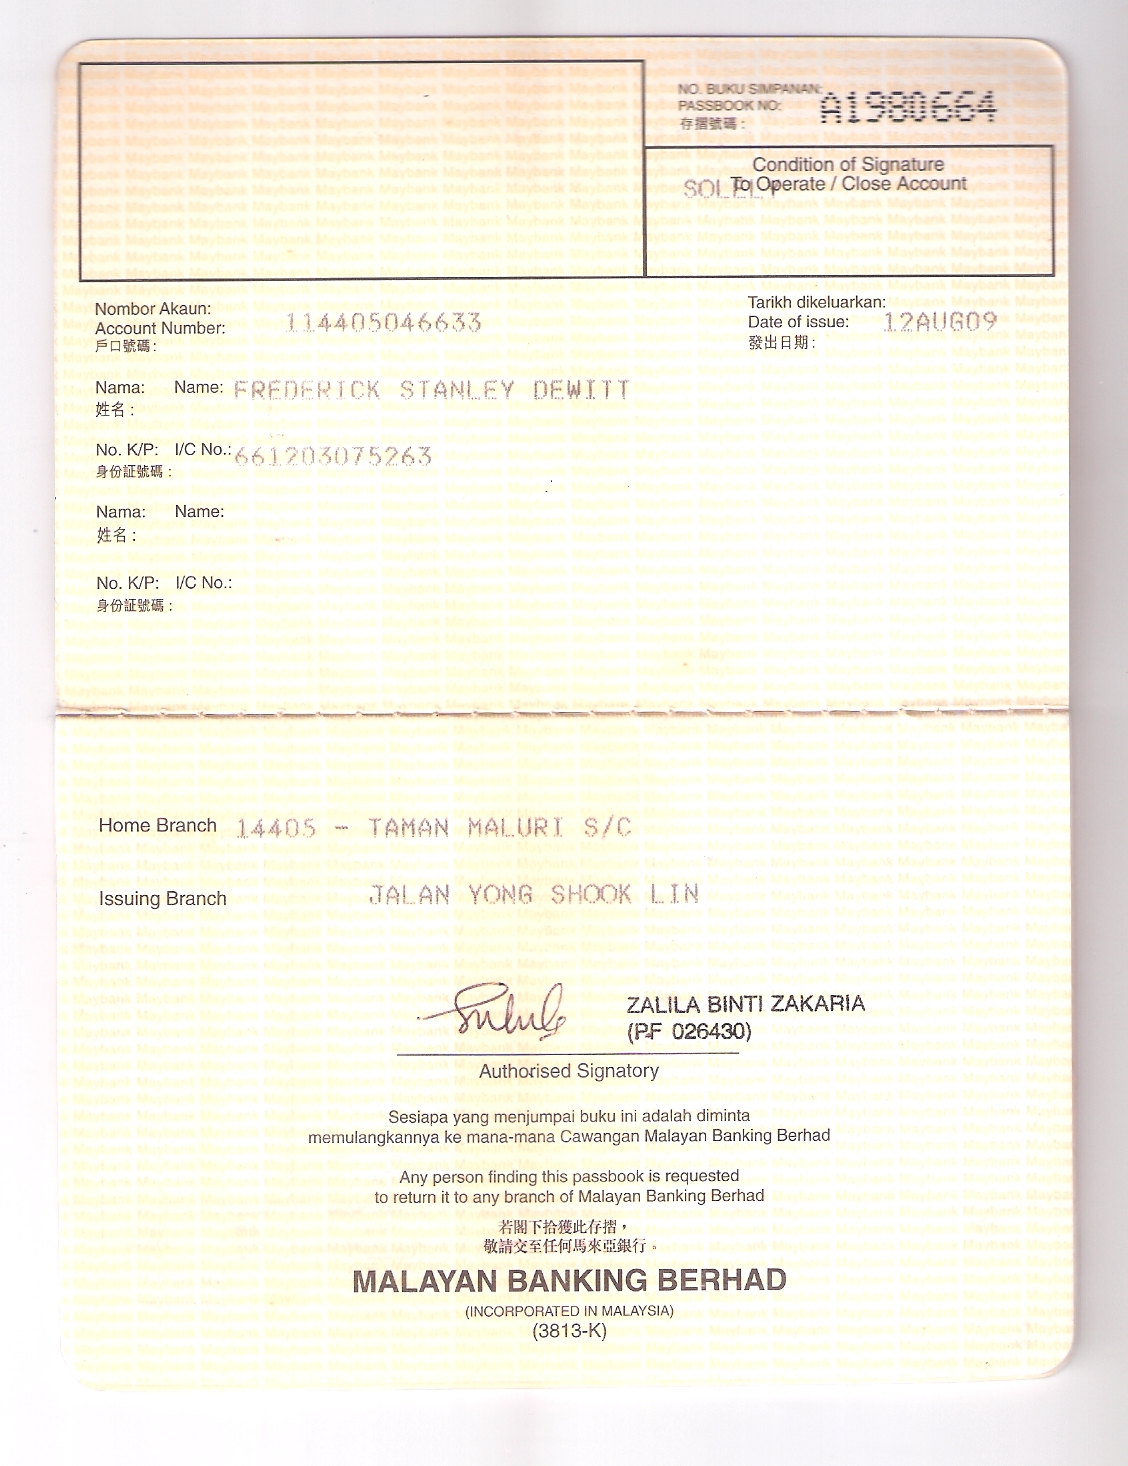 NO. BUKU SIMPANAN:
PASSBOOK NO: A1980664
存摺號碼：
Condition of Signature
To Operate / Close Account
SOLELY
Nombor Akaun:
Account Number: 114405046633
戶口號碼：
Tarikh dikeluarkan:
Date of issue: 12AUG09
發出日期：
Nama: Name: FREDERICK STANLEY DEWITT
姓名：
No. K/P: I/C No.: 661203075263
身份証號碼：
Nama: Name:
姓名：
No. K/P: I/C No.:
身份証號碼：
Home Branch 14405 - TAMAN MALURI S/C
Issuing Branch JALAN YONG SHOOK LIN
ZALILA BINTI ZAKARIA
(PF 026430)
Authorised Signatory
Sesiapa yang menjumpai buku ini adalah diminta
memulangkannya ke mana-mana Cawangan Malayan Banking Berhad
Any person finding this passbook is requested
to return it to any branch of Malayan Banking Berhad
若閣下拾獲此存摺，
敬請交至任何馬來亞銀行。
MALAYAN BANKING BERHAD
(INCORPORATED IN MALAYSIA)
(3813-K)